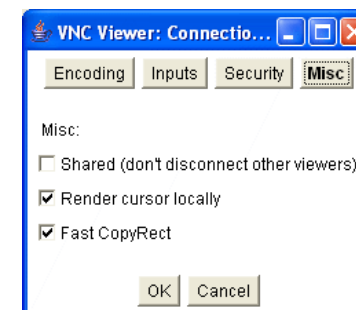 VNC Viewer: Connectio...
Encoding Inputs Security Misc
Misc:
Shared (don't disconnect other viewers)
Render cursor locally
Fast CopyRect
OK Cancel